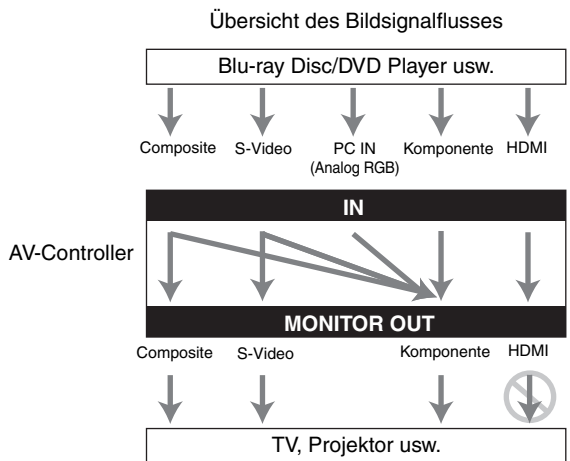 Übersicht des Bildsignalflusses
Blu-ray Disc/DVD Player usw.
Composite S-Video PC IN Komponente HDMI
(Analog RGB)
IN
AV-Controller
MONITOR OUT
Composite S-Video Komponente HDMI
TV, Projektor usw.